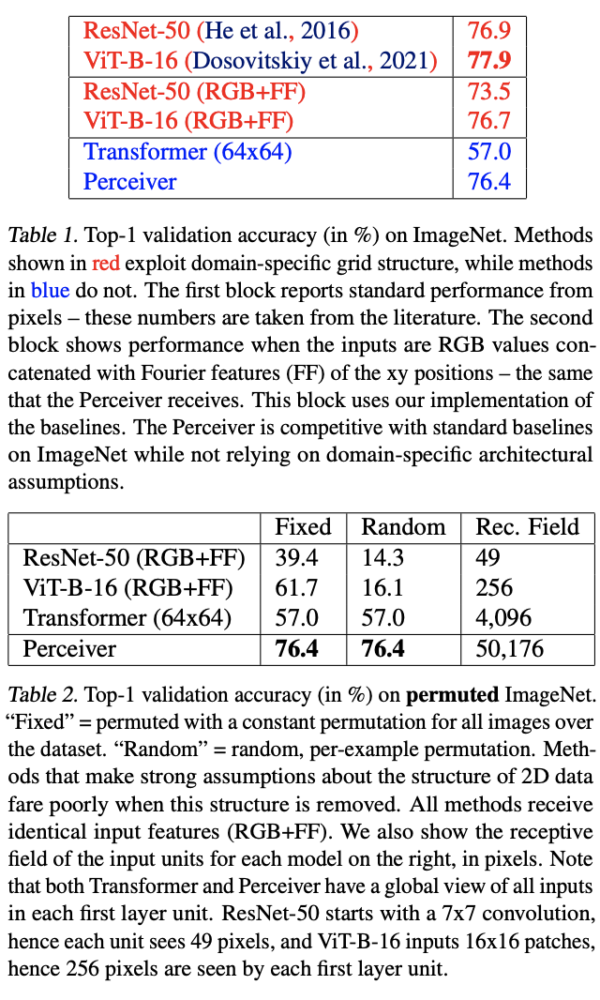 ResNet-50 (He et al., 2016) 76.9
ViT-B-16 (Dosovitskiy et al., 2021) 77.9
ResNet-50 (RGB+FF) 73.5
ViT-B-16 (RGB+FF) 76.7
Transformer (64x64) 57.0
Perceiver 76.4
Table 1. Top-1 validation accuracy (in %) on ImageNet. Methods
shown in red exploit domain-specific grid structure, while methods
in blue do not. The first block reports standard performance from
pixels – these numbers are taken from the literature. The second
block shows performance when the inputs are RGB values con-
catenated with Fourier features (FF) of the xy positions – the same
that the Perceiver receives. This block uses our implementation of
the baselines. The Perceiver is competitive with standard baselines
on ImageNet while not relying on domain-specific architectural
assumptions.
Fixed Random Rec. Field
ResNet-50 (RGB+FF) 39.4 14.3 49
ViT-B-16 (RGB+FF) 61.7 16.1 256
Transformer (64x64) 57.0 57.0 4,096
Perceiver 76.4 76.4 50,176
Table 2. Top-1 validation accuracy (in %) on permuted ImageNet.
“Fixed” = permuted with a constant permutation for all images over
the dataset. “Random” = random, per-example permutation. Meth-
ods that make strong assumptions about the structure of 2D data
fare poorly when this structure is removed. All methods receive
identical input features (RGB+FF). We also show the receptive
field of the input units for each model on the right, in pixels. Note
that both Transformer and Perceiver have a global view of all inputs
in each first layer unit. ResNet-50 starts with a 7x7 convolution,
hence each unit sees 49 pixels, and ViT-B-16 inputs 16x16 patches,
hence 256 pixels are seen by each first layer unit.